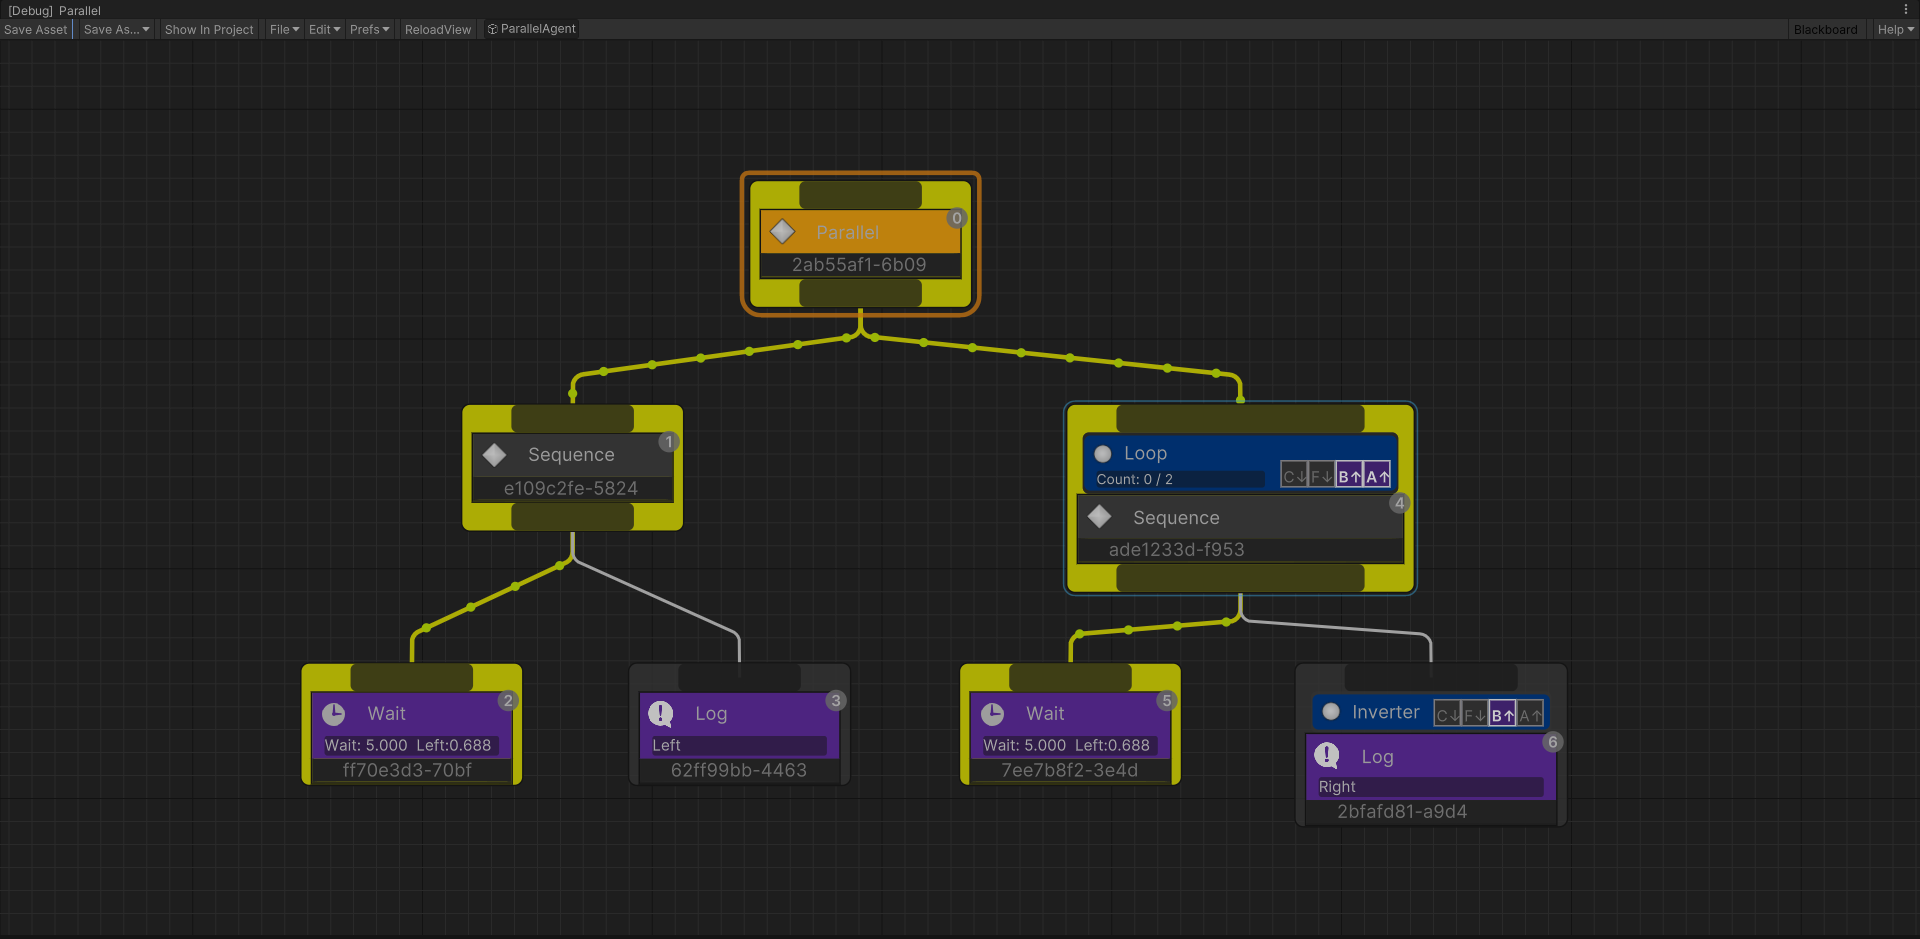 [Debug] Parallel
Save Asset Save As... Show In Project File Edit Prefs ReloadView ParallelAgent Blackboard Help
0
Parallel
2ab55af1-6b09
1
Sequence
e109c2fe-5824
Loop
Count: 0 / 2
C↓ F↓ B↑ A↑
4
Sequence
ade1233d-f953
2
Wait
Wait: 5.000 Left:0.688
ff70e3d3-70bf
3
Log
Left
62ff99bb-4463
5
Wait
Wait: 5.000 Left:0.688
7ee7b8f2-3e4d
Inverter C↓ F↓ B↑ A↑
6
Log
Right
2bfafd81-a9d4